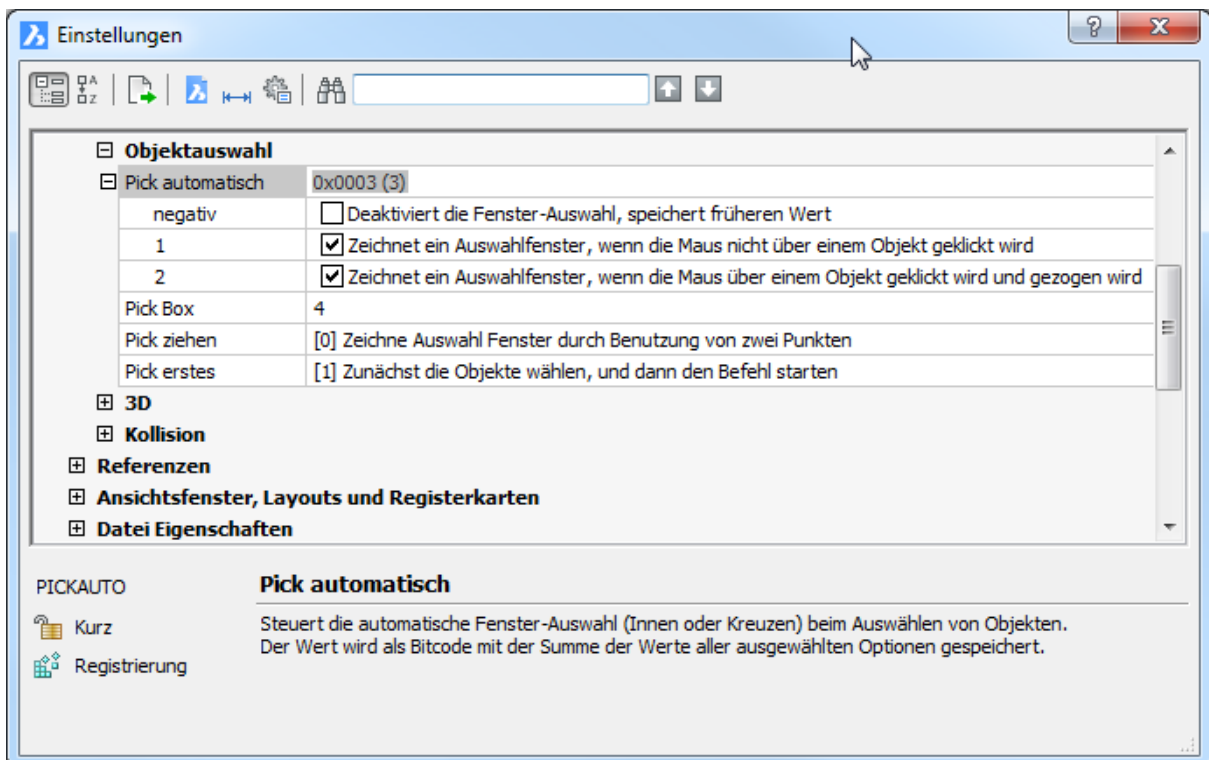 Einstellungen
Objektauswahl
Pick automatisch 0x0003 (3)
negativ Deaktiviert die Fenster-Auswahl, speichert früheren Wert
1 Zeichnet ein Auswahlfenster, wenn die Maus nicht über einem Objekt geklickt wird
2 Zeichnet ein Auswahlfenster, wenn die Maus über einem Objekt geklickt wird und gezogen wird
Pick Box 4
Pick ziehen [0] Zeichne Auswahl Fenster durch Benutzung von zwei Punkten
Pick erstes [1] Zunächst die Objekte wählen, und dann den Befehl starten
3D
Kollision
Referenzen
Ansichtsfenster, Layouts und Registerkarten
Datei Eigenschaften
PICKAUTO Pick automatisch
Kurz Steuert die automatische Fenster-Auswahl (Innen oder Kreuzen) beim Auswählen von Objekten.
Der Wert wird als Bitcode mit der Summe der Werte aller ausgewählten Optionen gespeichert.
Registrierung